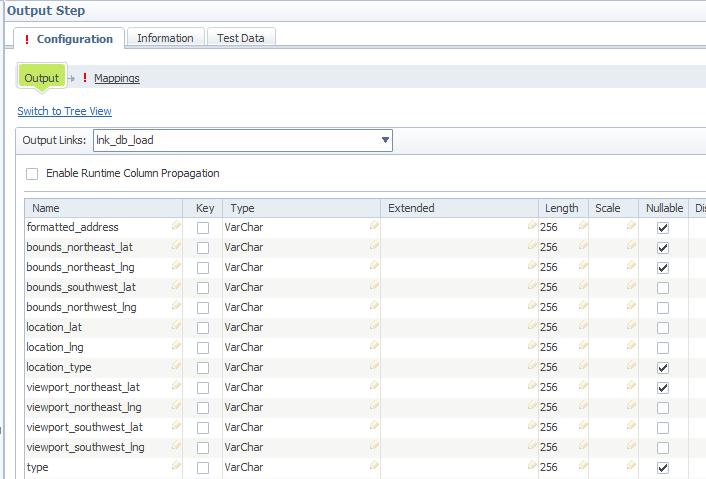 Output Step
! Configuration Information Test Data
Output ! Mappings
Switch to Tree View
Output Links: lnk_db_load
Enable Runtime Column Propagation
Name Key Type Extended Length Scale Nullable
formatted_address VarChar 256
bounds_northeast_lat VarChar 256
bounds_northeast_lng VarChar 256
bounds_southwest_lat VarChar 256
bounds_northwest_lng VarChar 256
location_lat VarChar 256
location_lng VarChar 256
location_type VarChar 256
viewport_northeast_lat VarChar 256
viewport_northeast_lng VarChar 256
viewport_southwest_lat VarChar 256
viewport_southwest_lng VarChar 256
type VarChar 256